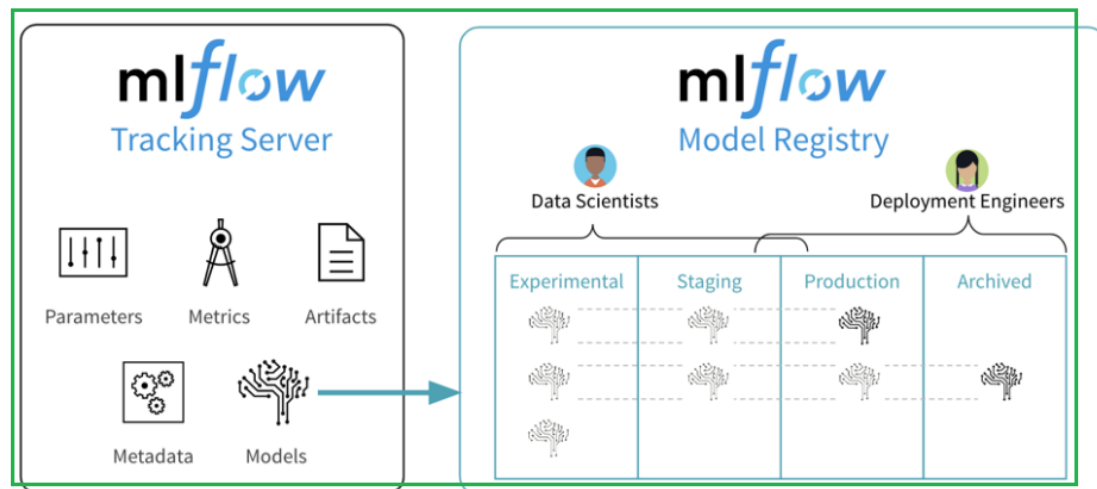 mlflow
Tracking Server
Parameters
Metrics
Artifacts
Metadata
Models
mlflow
Model Registry
Data Scientists
Deployment Engineers
Experimental
Staging
Production
Archived